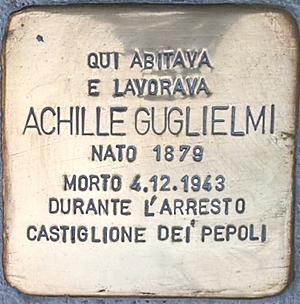 QUI ABITAVA
E LAVORAVA
ACHILLE GUGLIELMI
NATO 1879
MORTO 4.12.1943
DURANTE L'ARRESTO
CASTIGLIONE DEI' PEPOLI